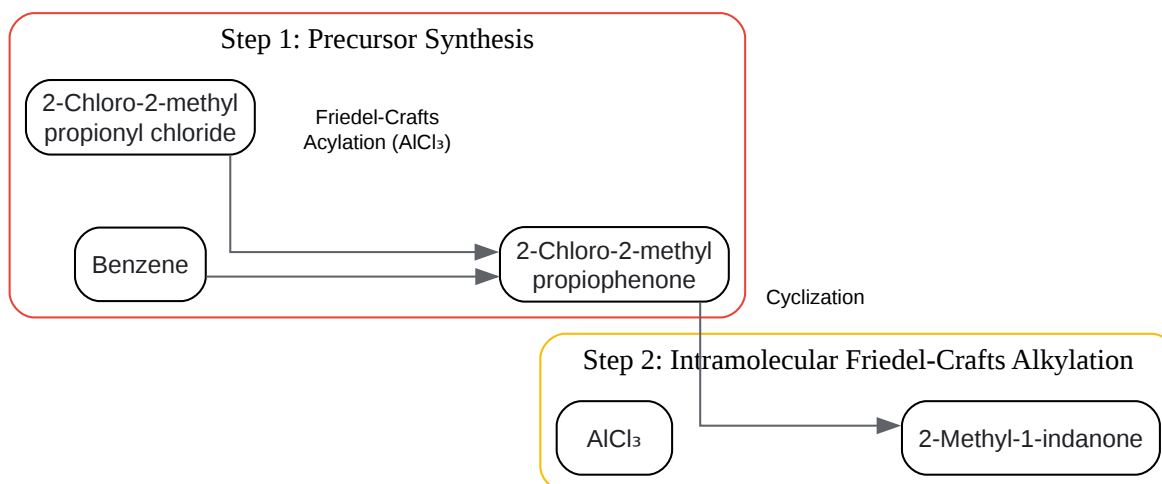 Step 1: Precursor Synthesis
2-Chloro-2-methyl
propionyl chloride
Friedel-Crafts
Acylation (AlCl₃)
Benzene
2-Chloro-2-methyl
propiophenone
Cyclization
Step 2: Intramolecular Friedel-Crafts Alkylation
AlCl₃
2-Methyl-1-indanone